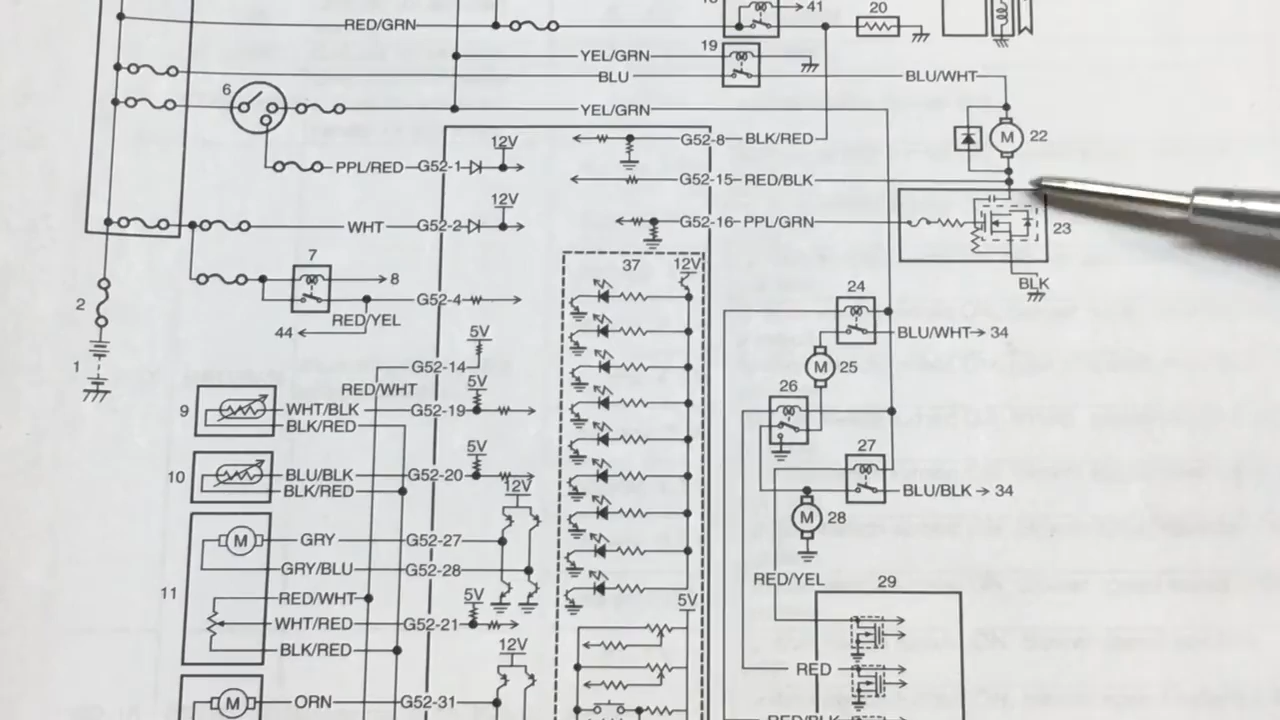 41
20
RED/GRN
19
YEL/GRN
BLU
BLU/WHT
6
YEL/GRN
12V
G52-8
BLK/RED
M
22
PPL/RED
G52-1
G52-15
RED/BLK
12V
WHT
G52-2
G52-16
PPL/GRN
23
7
37
12V
8
BLK
2
G52-4
24
RED/YEL
44
5V
BLU/WHT
34
1
G52-14
M
25
RED/WHT
5V
26
9
WHT/BLK
G52-19
BLK/RED
5V
27
10
BLU/BLK
G52-20
BLK/RED
12V
BLU/BLK
34
M
28
M
GRY
G52-27
GRY/BLU
G52-28
RED/YEL
29
11
RED/WHT
5V
5V
WHT/RED
G52-21
BLK/RED
12V
RED
M
ORN
G52-31